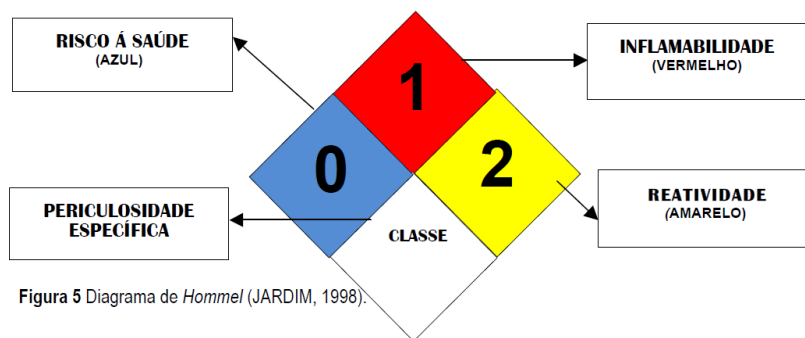 RISCO Á SAÚDE
(AZUL)
INFLAMABILIDADE
(VERMELHO)
1
0
2
PERICULOSIDADE
ESPECÍFICA
CLASSE
REATIVIDADE
(AMARELO)
Figura 5 Diagrama de Hommel (JARDIM, 1998).